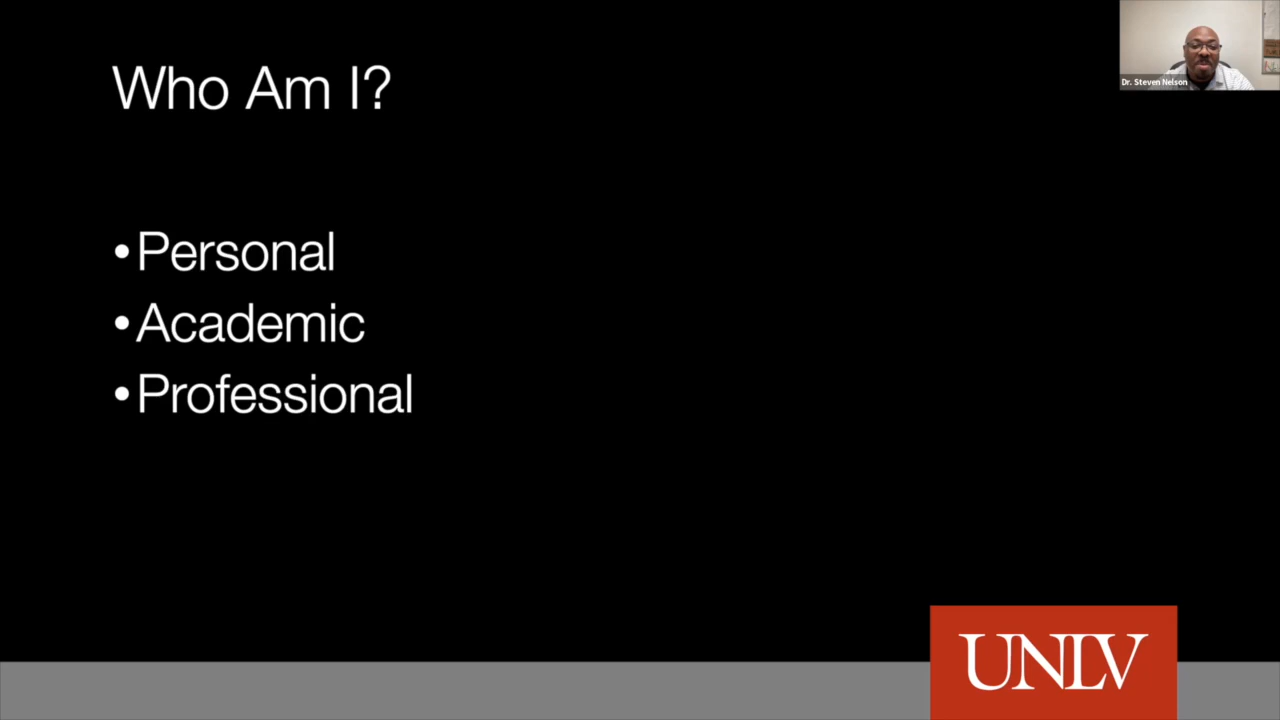 Who Am I?
Dr. Steven Nelson
•Personal
•Academic
•Professional
UNLV